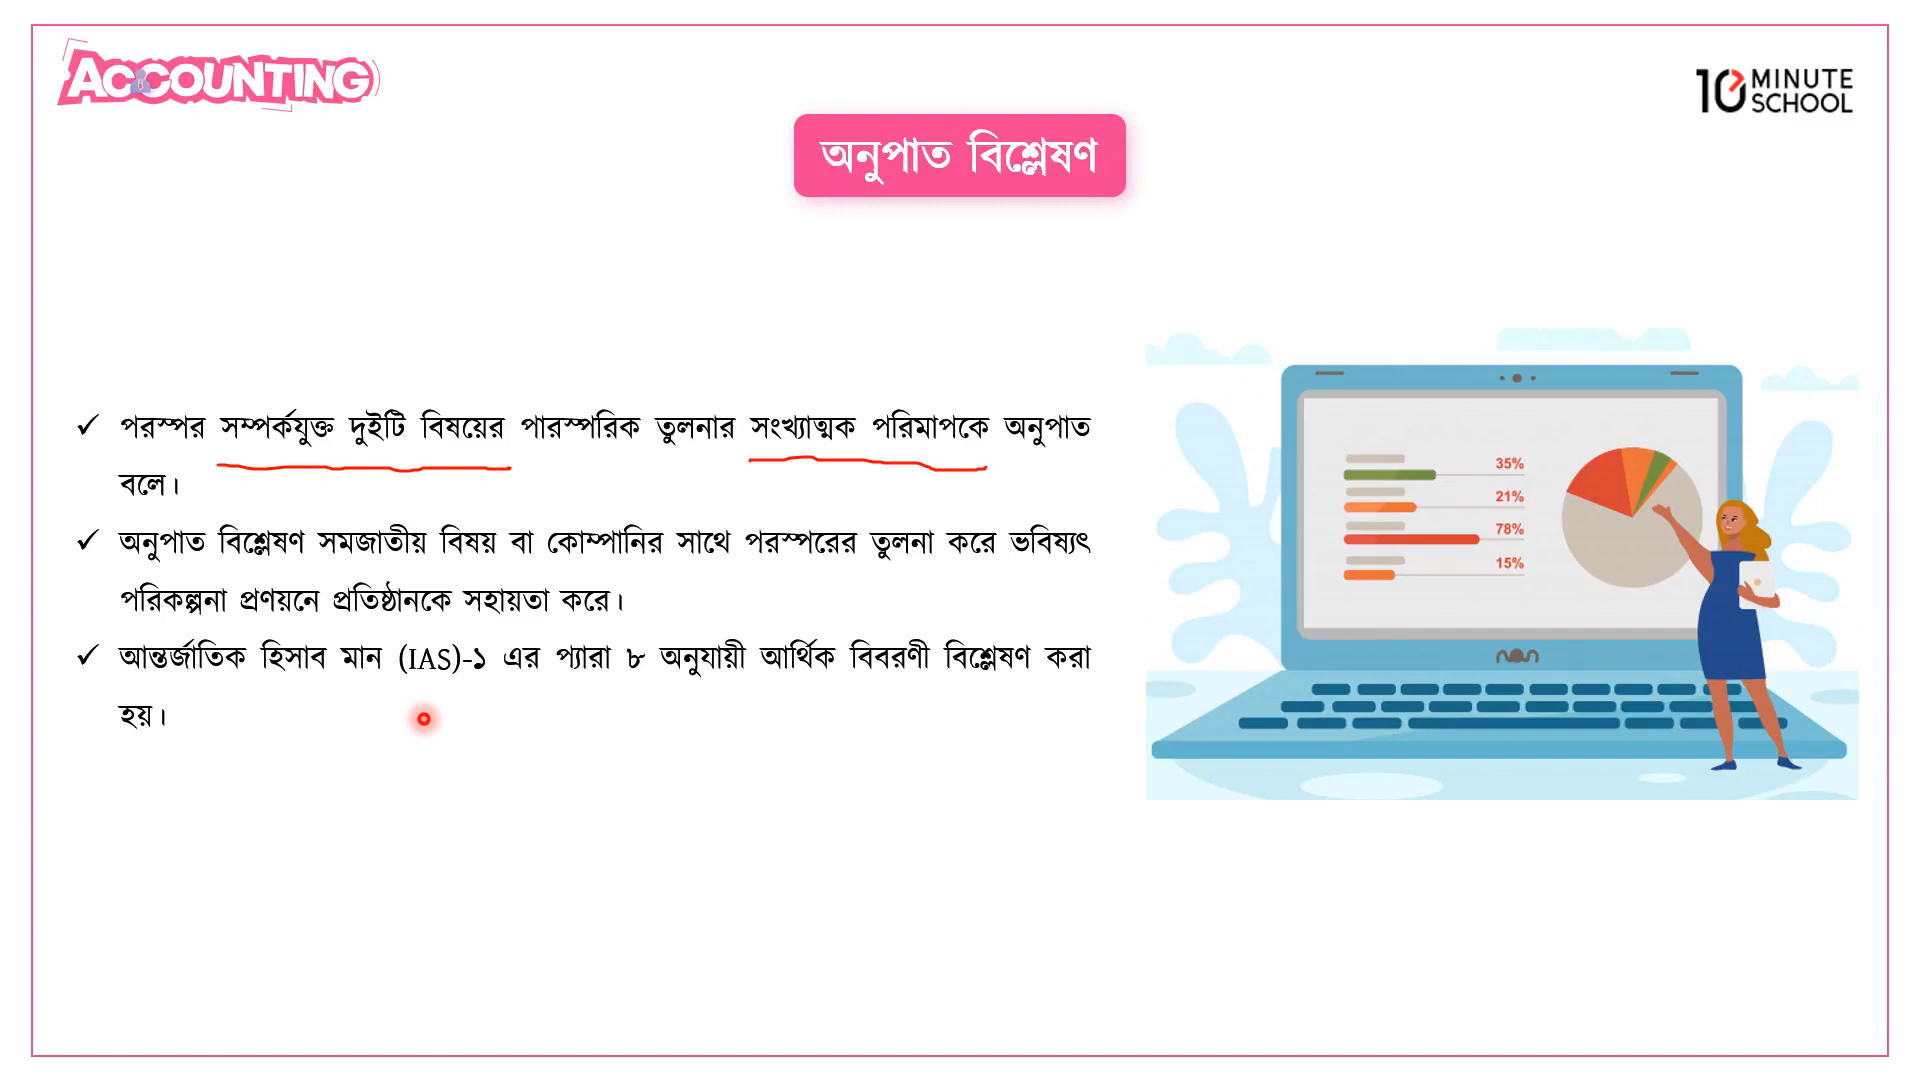 ACCOUNTING
10 MINUTE SCHOOL
অনুপাত বিশ্লেষণ
✓ পরস্পর সম্পর্কযুক্ত দুইটি বিষয়ের পারস্পরিক তুলনার সংখ্যাত্মক পরিমাপকে অনুপাত
বলে।
✓ অনুপাত বিশ্লেষণ সমজাতীয় বিষয় বা কোম্পানির সাথে পরস্পরের তুলনা করে ভবিষ্যৎ
পরিকল্পনা প্রণয়নে প্রতিষ্ঠানকে সহায়তা করে।
✓ আন্তর্জাতিক হিসাব মান (IAS)-১ এর প্যারা ৮ অনুযায়ী আর্থিক বিবরণী বিশ্লেষণ করা
হয়।
35%
21%
78%
15%